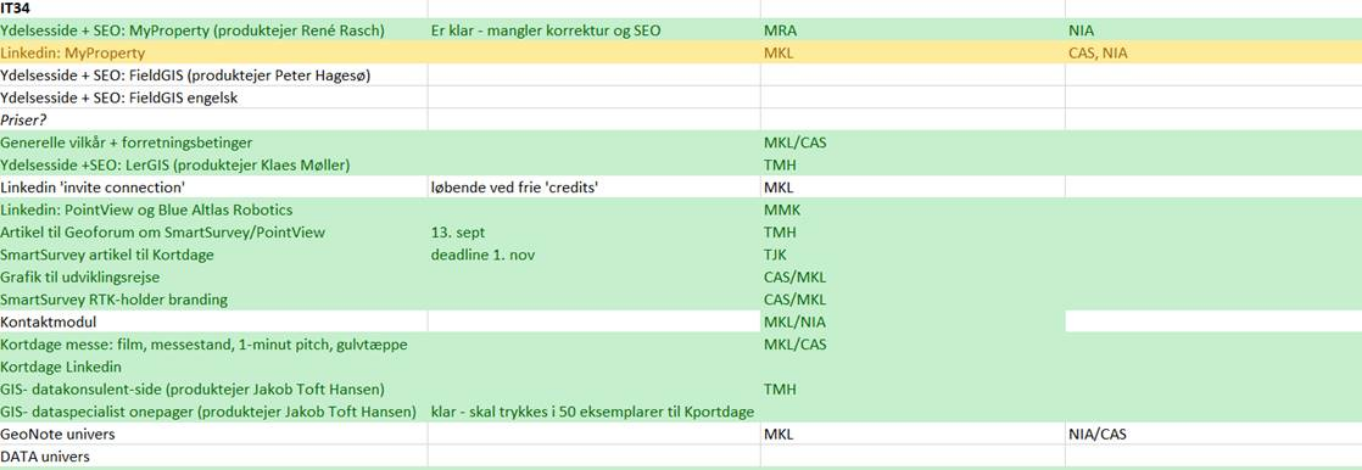 IT34
Ydelsesside + SEO: MyProperty (produktejer René Rasch) Er klar - mangler korrektur og SEO MRA NIA
Linkedin: MyProperty MKL CAS, NIA
Ydelsesside + SEO: FieldGIS (produktejer Peter Hagesø)
Ydelsesside + SEO: FieldGIS engelsk
Priser?
Generelle vilkår + forretningsbetinger MKL/CAS
Ydelsesside +SEO: LerGIS (produktejer Klaes Møller) TMH
Linkedin 'invite connection' løbende ved frie 'credits' MKL
Linkedin: PointView og Blue Altlas Robotics MMK
Artikel til Geoforum om SmartSurvey/PointView 13. sept TMH
SmartSurvey artikel til Kortdage deadline 1. nov TJK
Grafik til udviklingsrejse CAS/MKL
SmartSurvey RTK-holder branding CAS/MKL
Kontaktmodul MKL/NIA
Kortdage messe: film, messestand, 1-minut pitch, gulvtæppe MKL/CAS
Kortdage Linkedin
GIS- datakonsulent-side (produktejer Jakob Toft Hansen) TMH
GIS- dataspecialist onepager (produktejer Jakob Toft Hansen) klar - skal trykkes i 50 eksemplarer til Kportdage
GeoNote univers MKL NIA/CAS
DATA univers